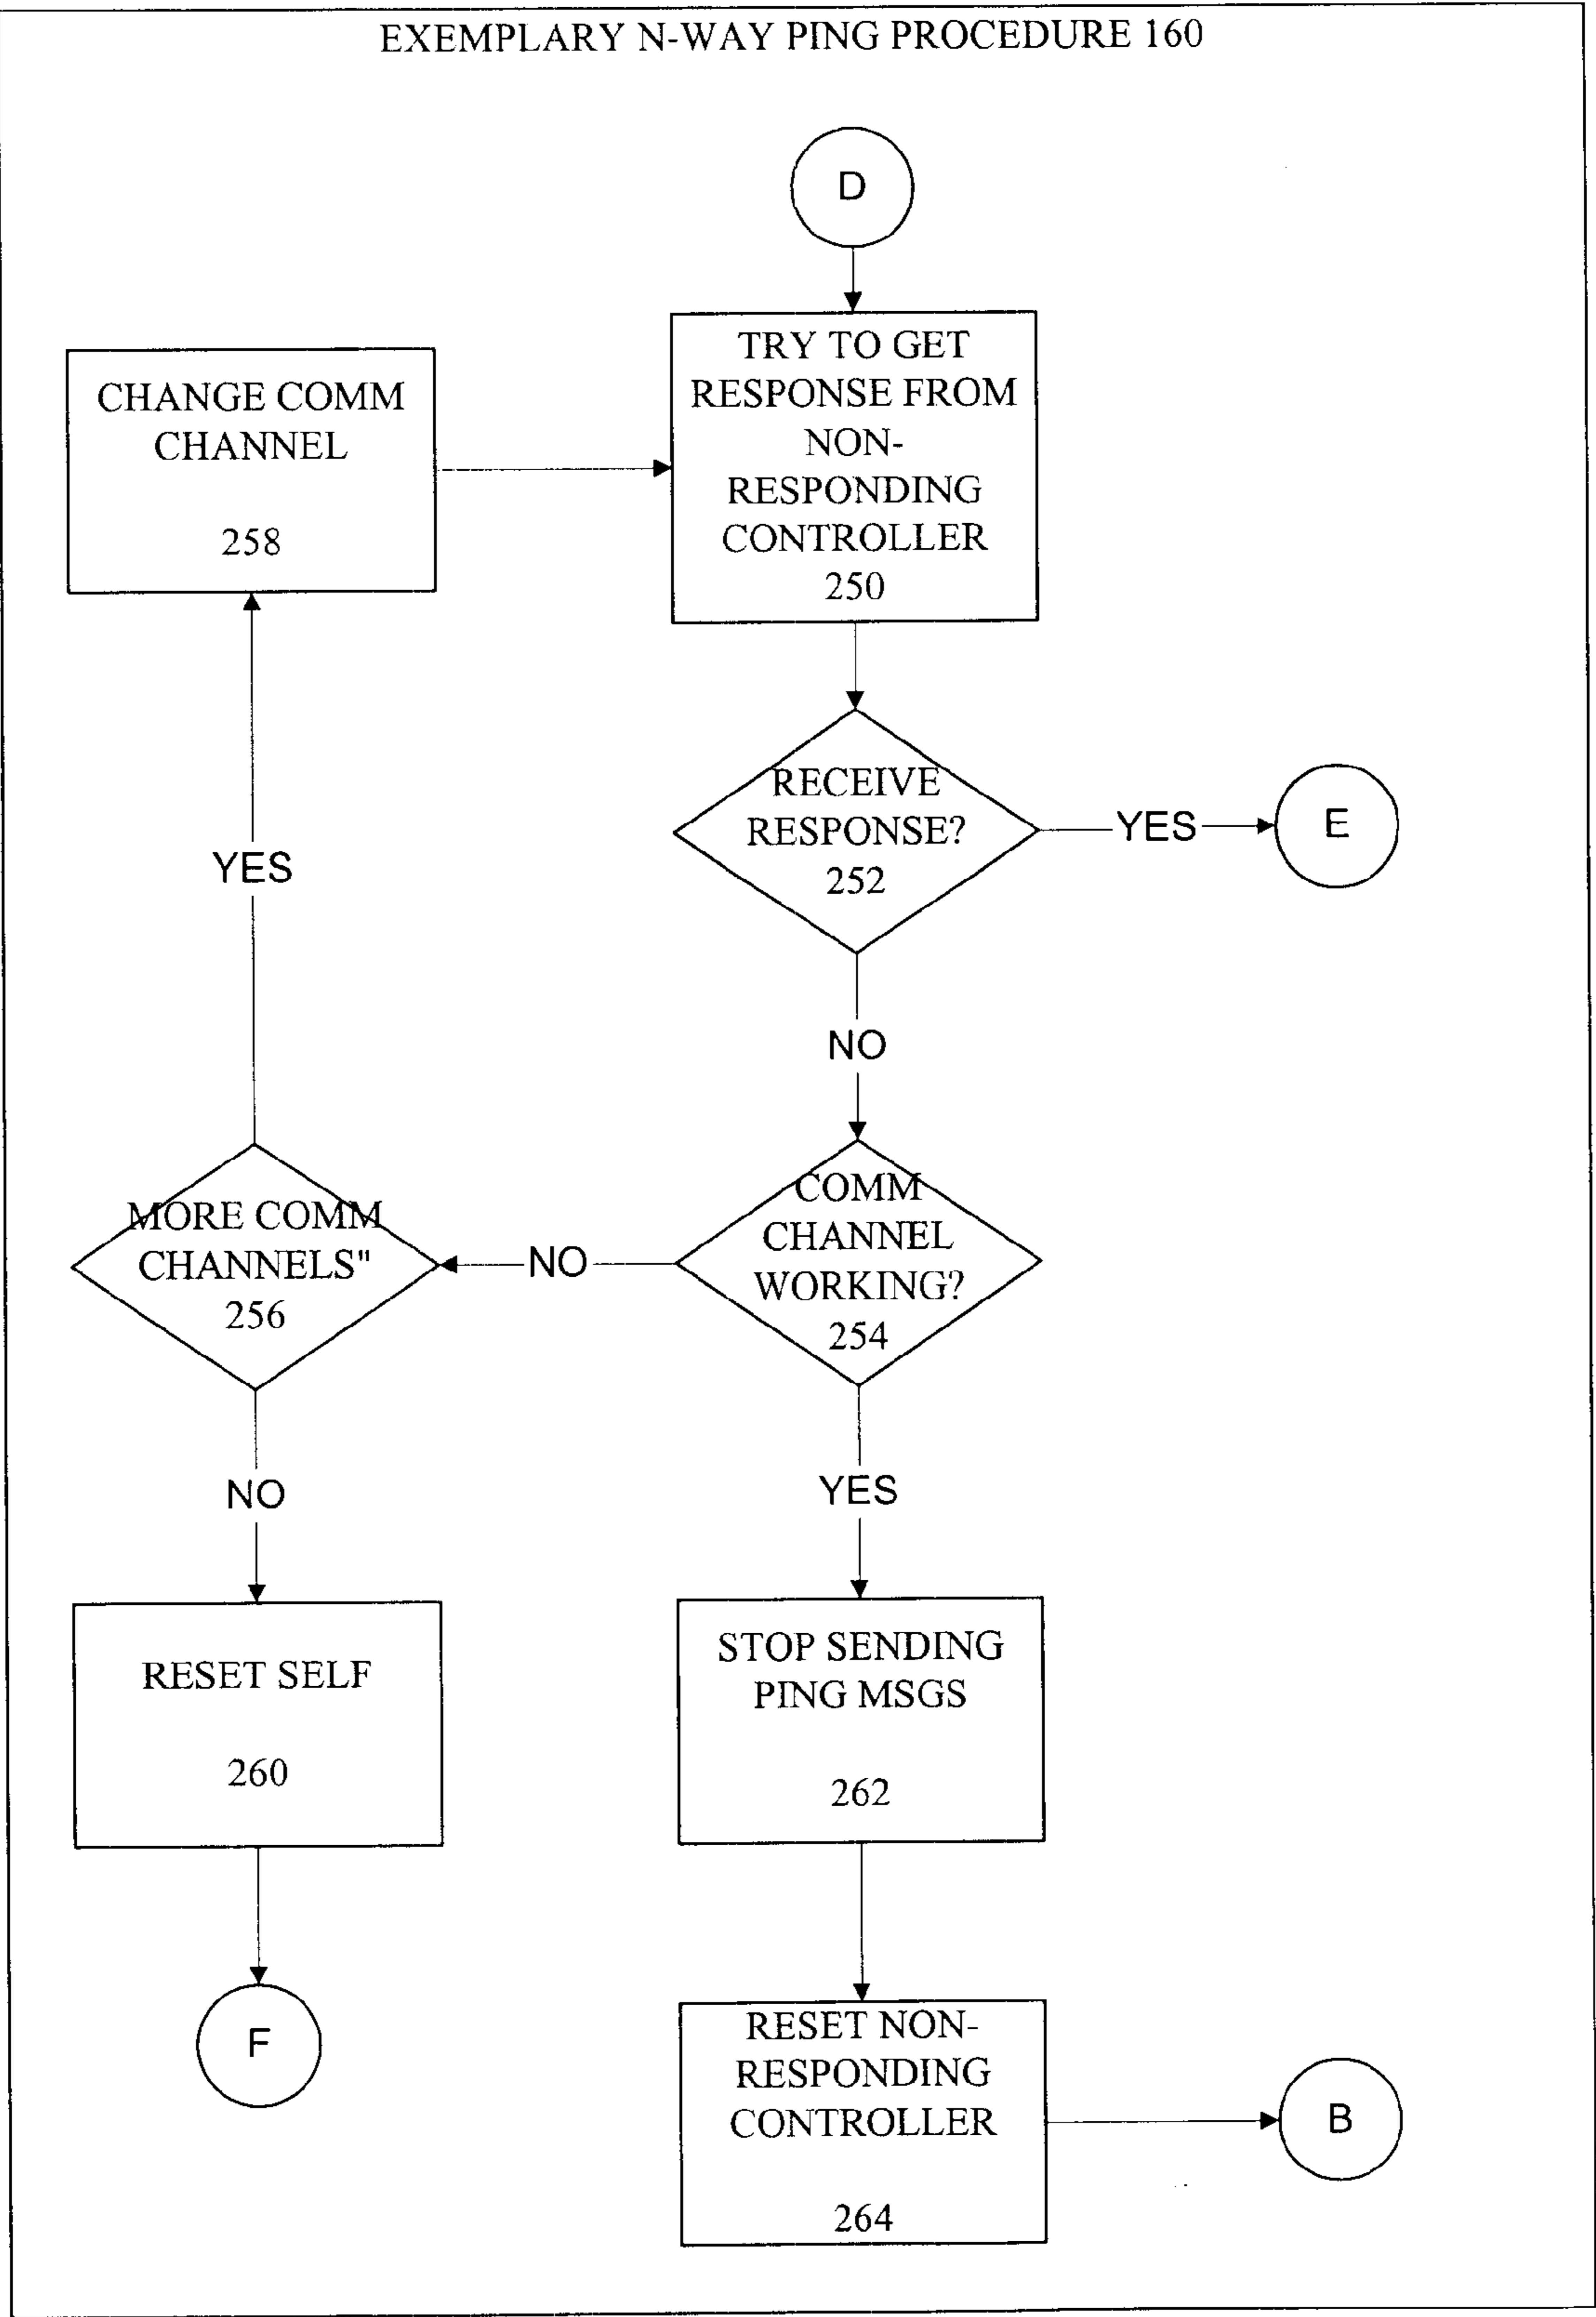 EXEMPLARY N-WAY PING PROCEDURE 160
D
TRY TO GET
RESPONSE FROM
NON-
RESPONDING
CONTROLLER
250
CHANGE COMM
CHANNEL
258
RECEIVE
RESPONSE?
252
YES
E
YES
NO
COMM
CHANNEL
WORKING?
254
NO
MORE COMM
CHANNELS"
256
NO
YES
RESET SELF
260
STOP SENDING
PING MSGS
262
F
RESET NON-
RESPONDING
CONTROLLER
264
B